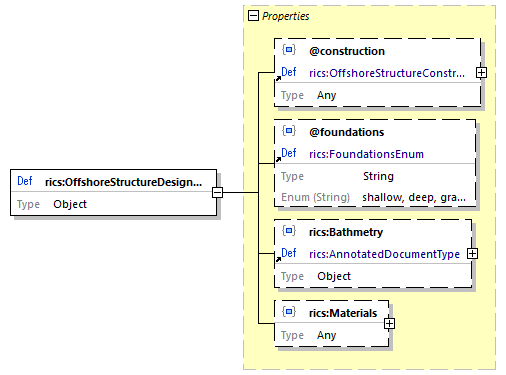 Properties
@construction
Def rics:OffshoreStructureConstr...
Type Any
@foundations
Def rics:FoundationsEnum
Type String
Enum (String) shallow, deep, gra...
Def rics:OffshoreStructureDesign...
Type Object
rics:Bathmetry
Def rics:AnnotatedDocumentType
Type Object
rics:Materials
Type Any